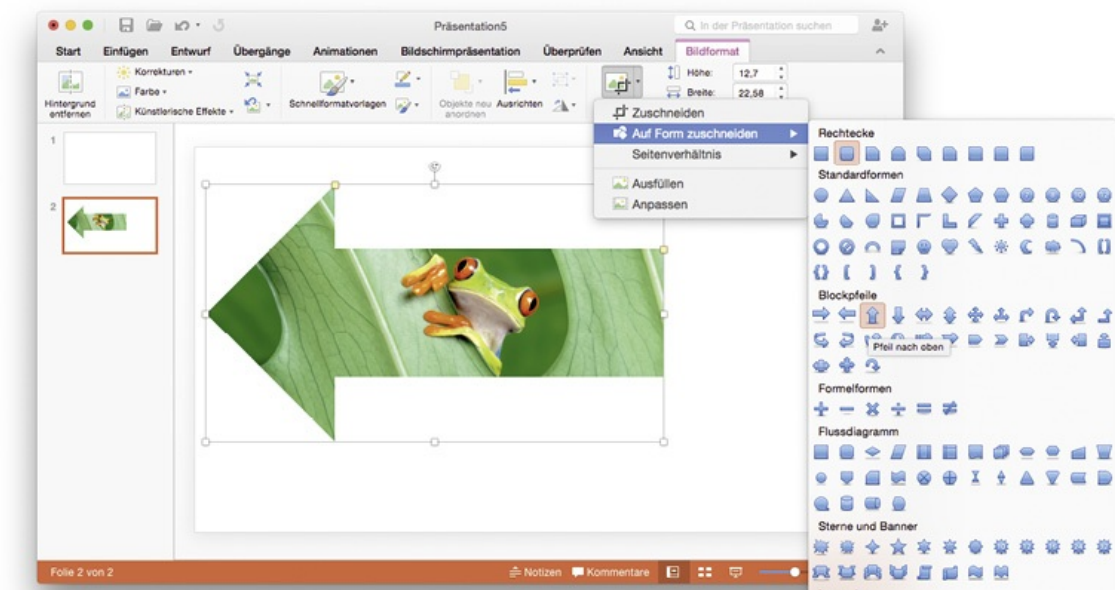 Präsentation5
In der Präsentation suchen
Start Einfügen Entwurf Übergänge Animationen Bildschirmpräsentation Überprüfen Ansicht Bildformat
Hintergrund
entfernen
Korrekturen
Farbe
Künstlerische Effekte
Schnellformatvorlagen
Objekte neu
anordnen
Ausrichten
Höhe: 12,7
Breite: 22,58
Zuschneiden
Auf Form zuschneiden
Seitenverhältnis
Ausfüllen
Anpassen
Rechtecke
Standardformen
Blockpfeile
Pfeil nach oben
Formelformen
Flussdiagramm
Sterne und Banner
1
2
Folie 2 von 2
Notizen Kommentare